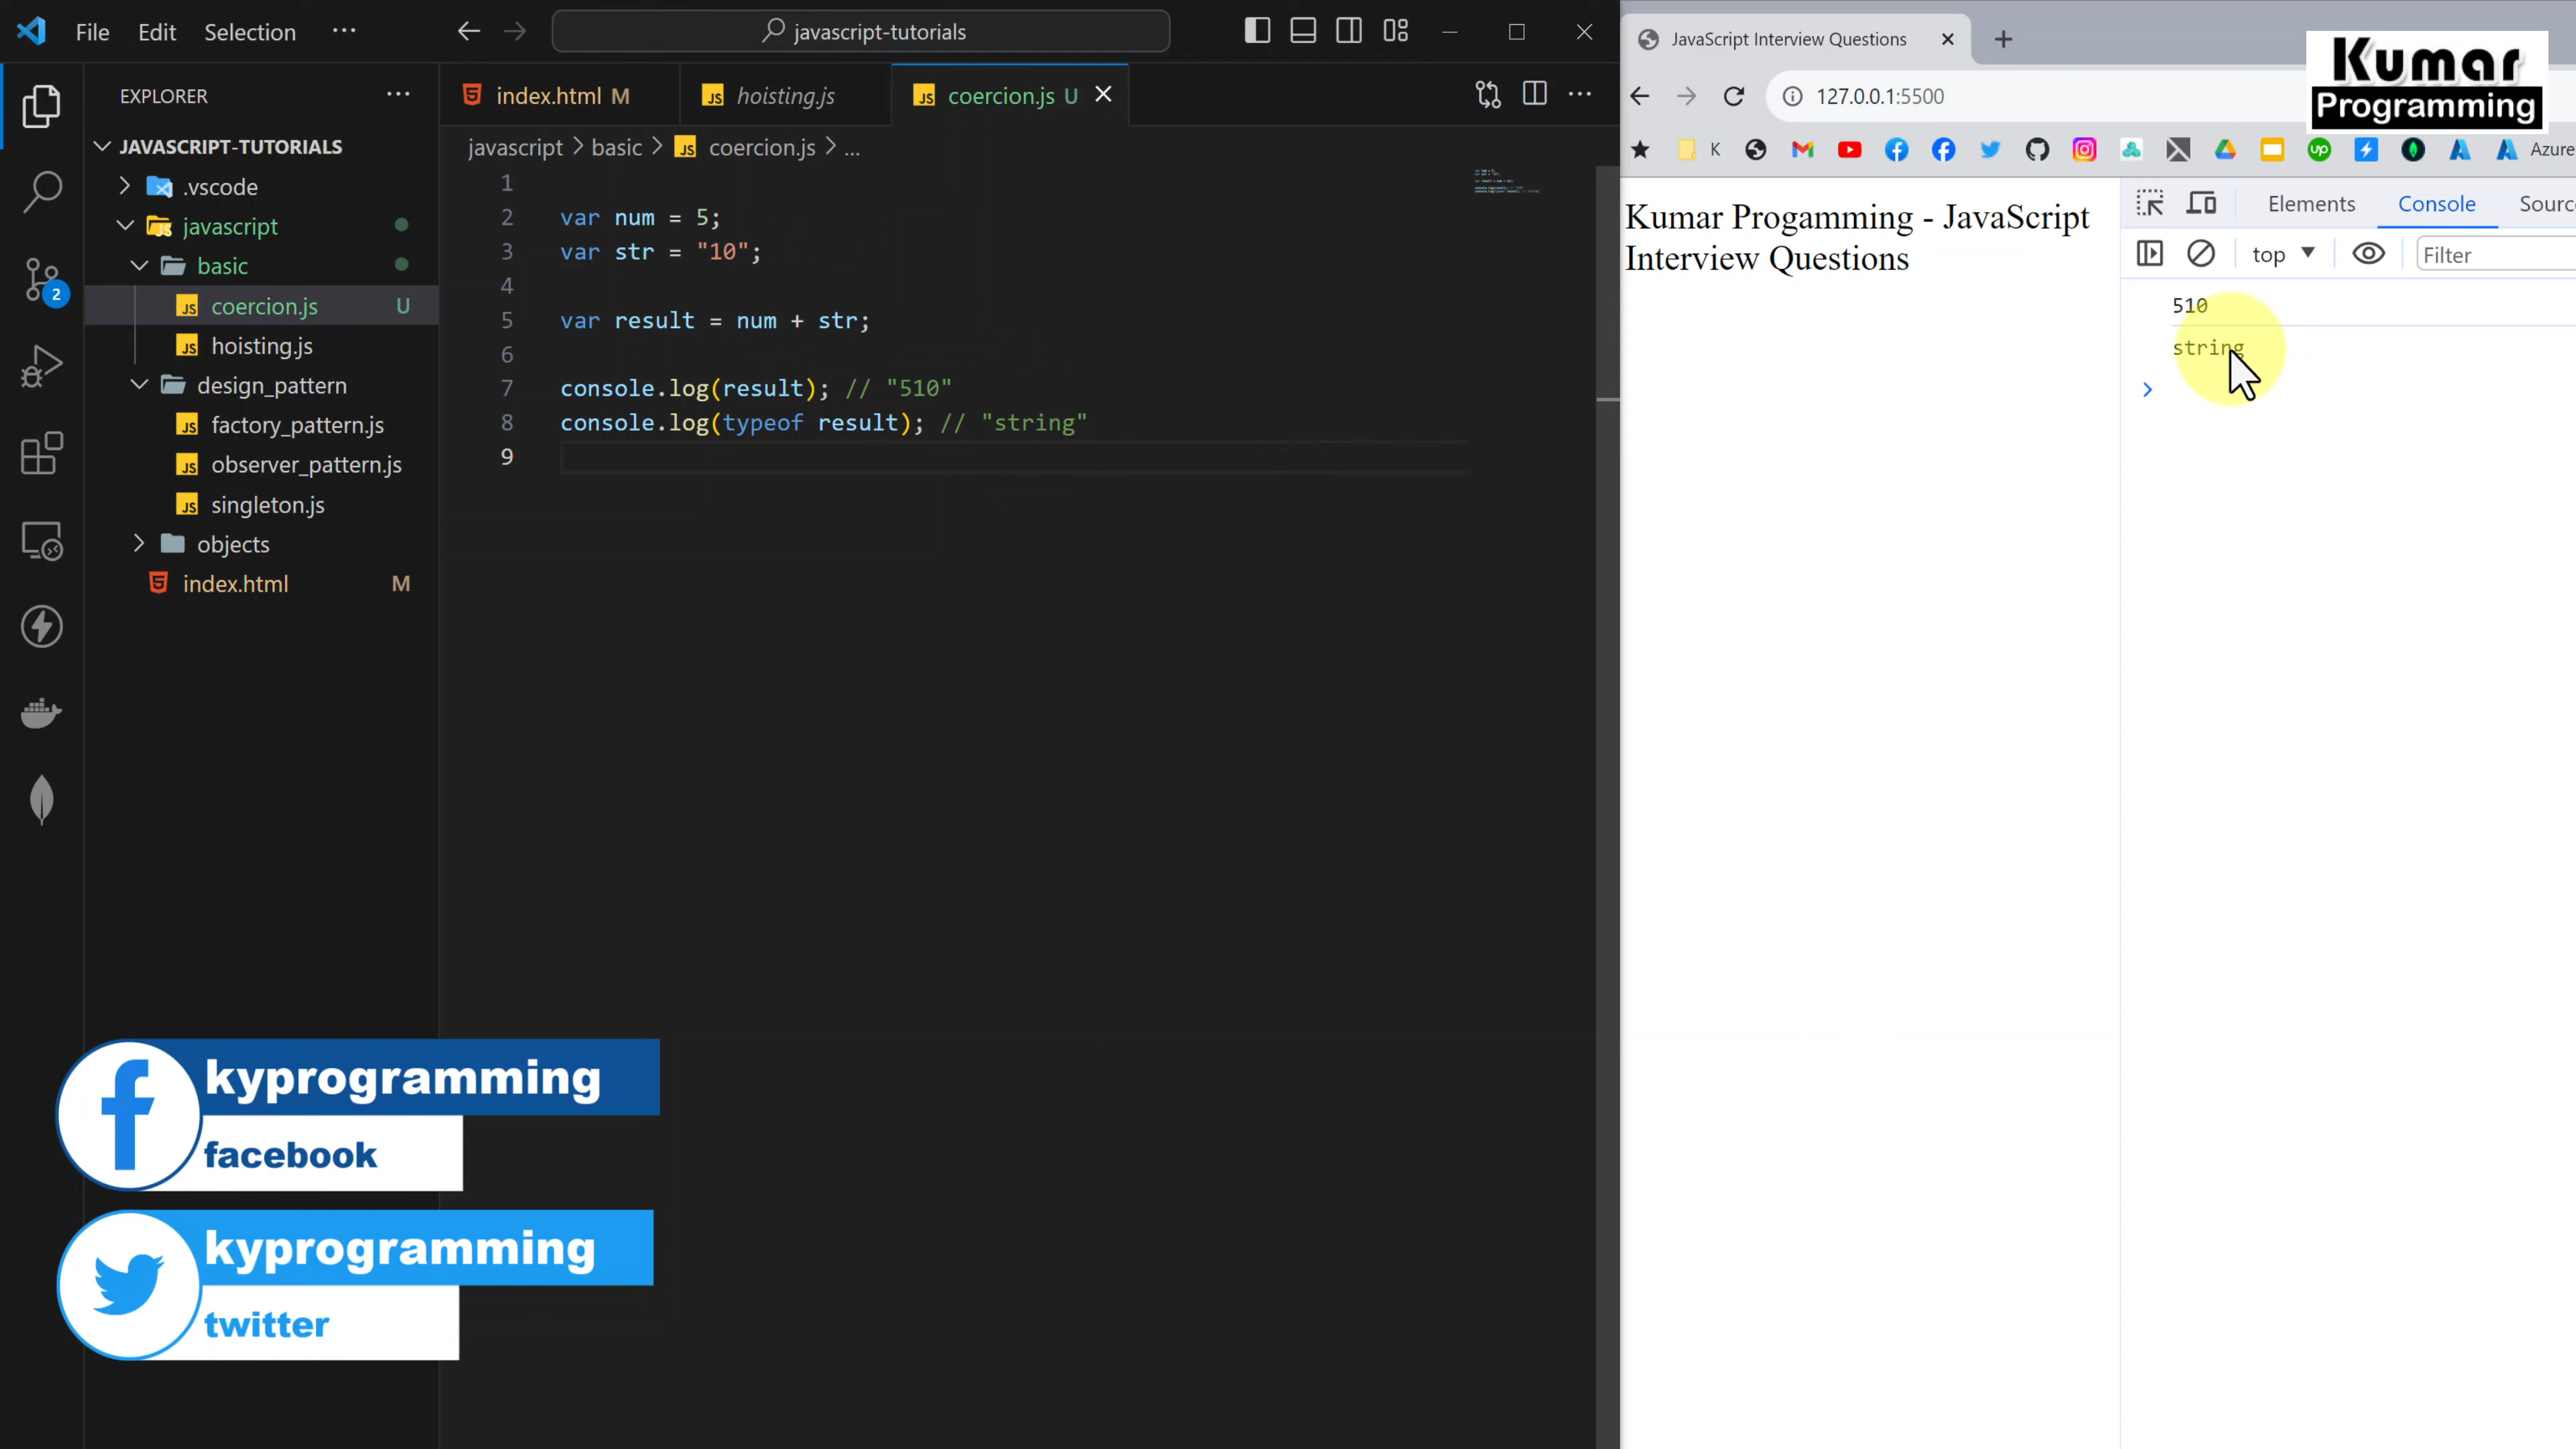 File Edit Selection ...
javascript-tutorials
EXPLORER ...
JAVASCRIPT-TUTORIALS
.vscode
javascript
basic
coercion.js U
hoisting.js
design_pattern
factory_pattern.js
observer_pattern.js
singleton.js
objects
index.html M
2
index.html M
hoisting.js
coercion.js U
javascript > basic > JS coercion.js > ...
1
2 var num = 5;
3 var str = "10";
4
5 var result = num + str;
6
7 console.log(result); // "510"
8 console.log(typeof result); // "string"
9
kyprogramming
facebook
kyprogramming
twitter
JavaScript Interview Questions
127.0.0.1:5500
Kumar
Programming
K
Azure
Kumar Progamming - JavaScript
Interview Questions
Elements Console Sourc
top Filter
510
string